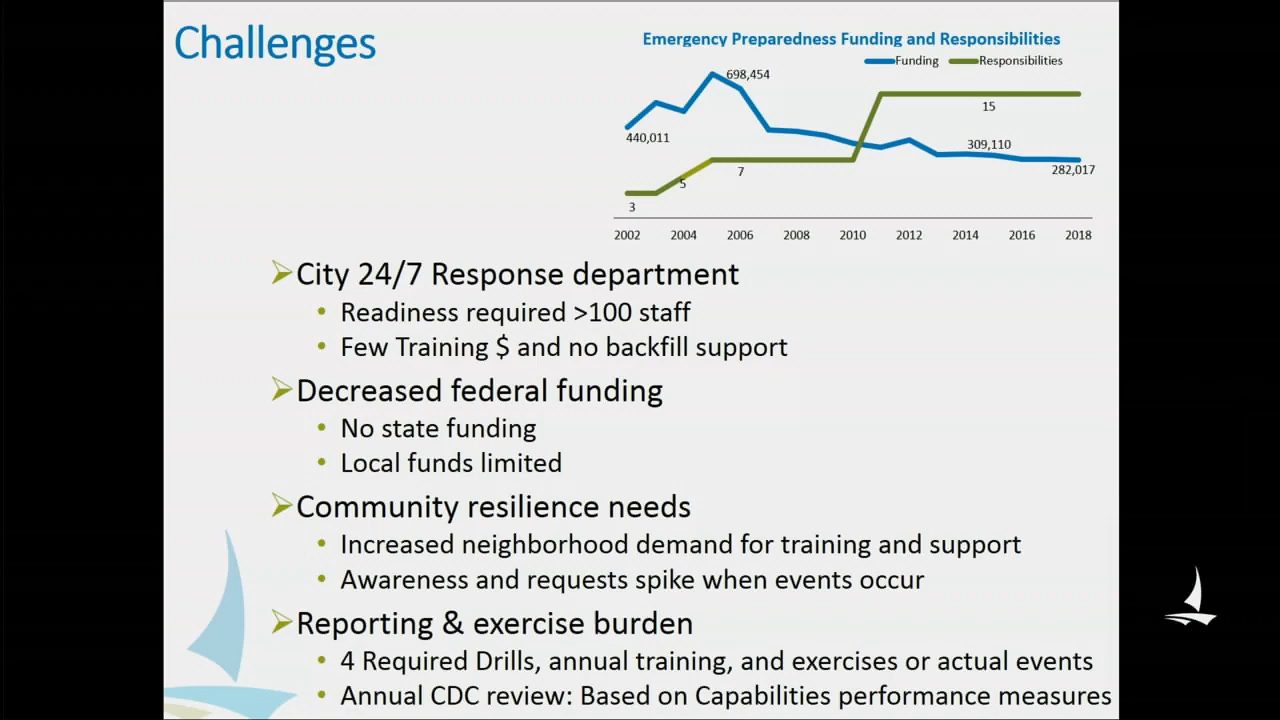 Challenges
Emergency Preparedness Funding and Responsibilities
Funding Responsibilities
698,454
440,011
15
309,110
282,017
7
5
3
2002 2004 2006 2008 2010 2012 2014 2016 2018
City 24/7 Response department
Readiness required >100 staff
Few Training $ and no backfill support
Decreased federal funding
No state funding
Local funds limited
Community resilience needs
Increased neighborhood demand for training and support
Awareness and requests spike when events occur
Reporting & exercise burden
4 Required Drills, annual training, and exercises or actual events
Annual CDC review: Based on Capabilities performance measures